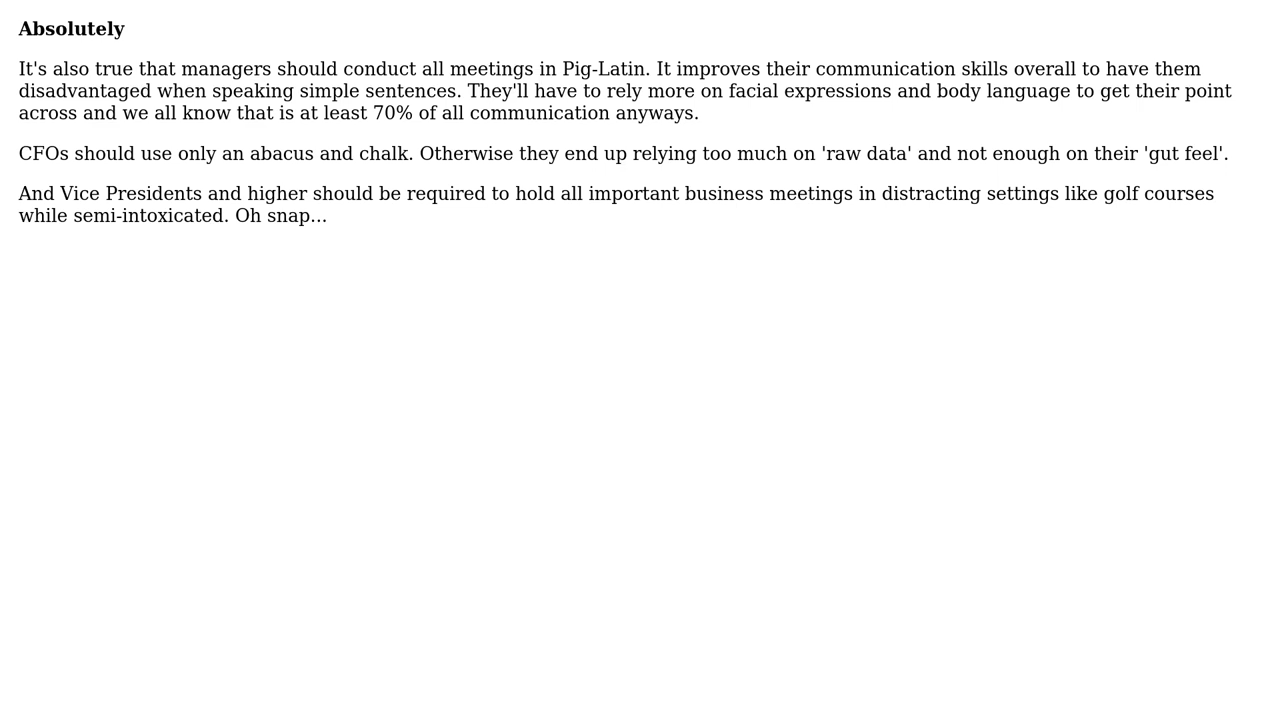 Absolutely
It's also true that managers should conduct all meetings in Pig-Latin. It improves their communication skills overall to have them
disadvantaged when speaking simple sentences. They'll have to rely more on facial expressions and body language to get their point
across and we all know that is at least 70% of all communication anyways.
CFOs should use only an abacus and chalk. Otherwise they end up relying too much on 'raw data' and not enough on their 'gut feel'.
And Vice Presidents and higher should be required to hold all important business meetings in distracting settings like golf courses
while semi-intoxicated. Oh snap...